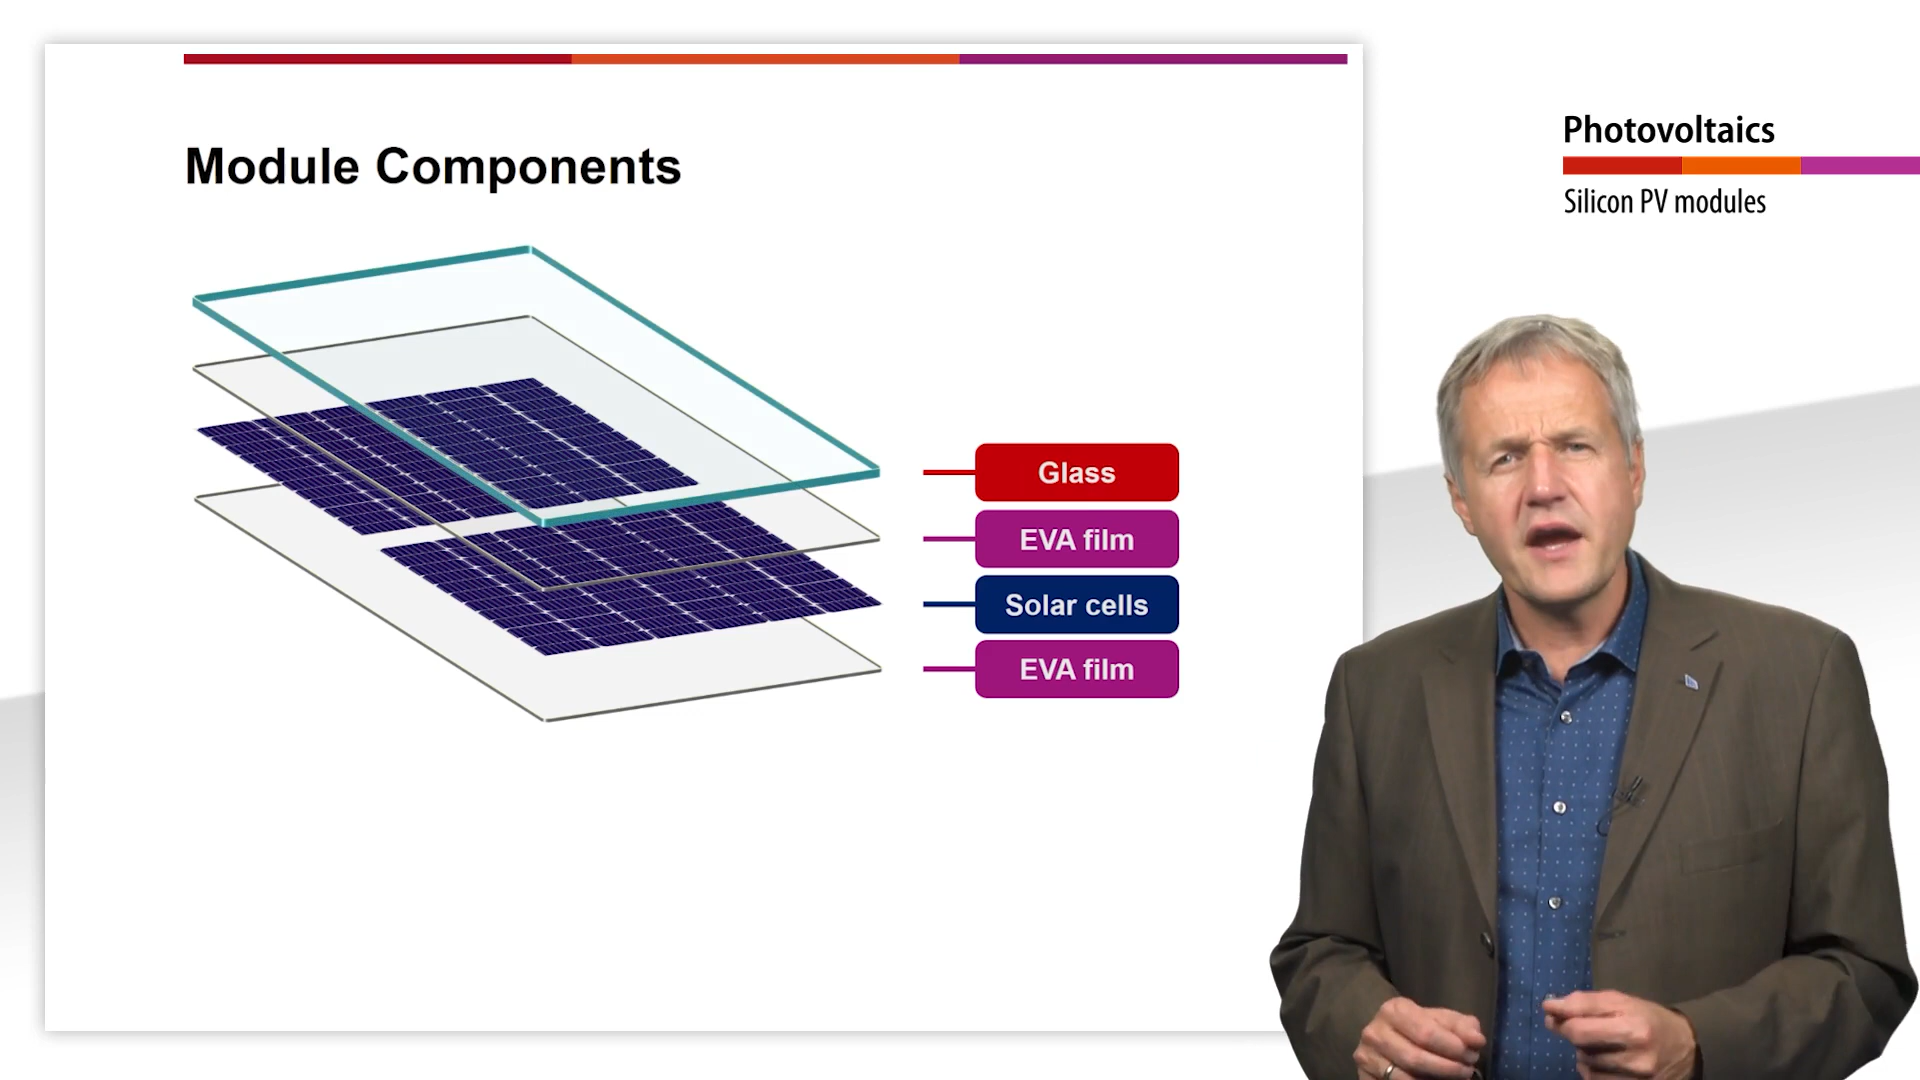 Module Components
Glass
EVA film
Solar cells
EVA film
Photovoltaics
Silicon PV modules